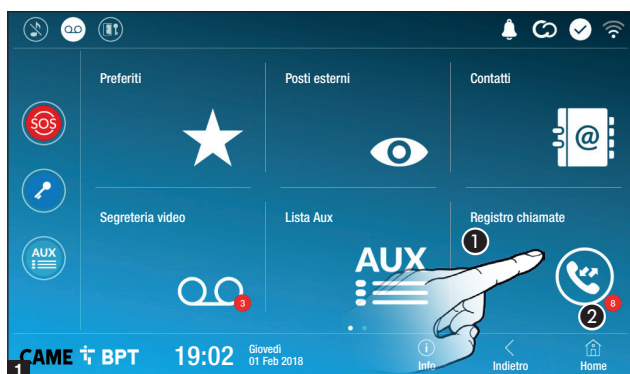 Preferiti
Posti esterni
Contatti
SOS
@
Segreteria video
Lista Aux
Registro chiamate
1
AUX
AUX
3
8
2
CAME BPT
19:02
Giovedì
01 Feb 2018
Info
Indietro
Home
1